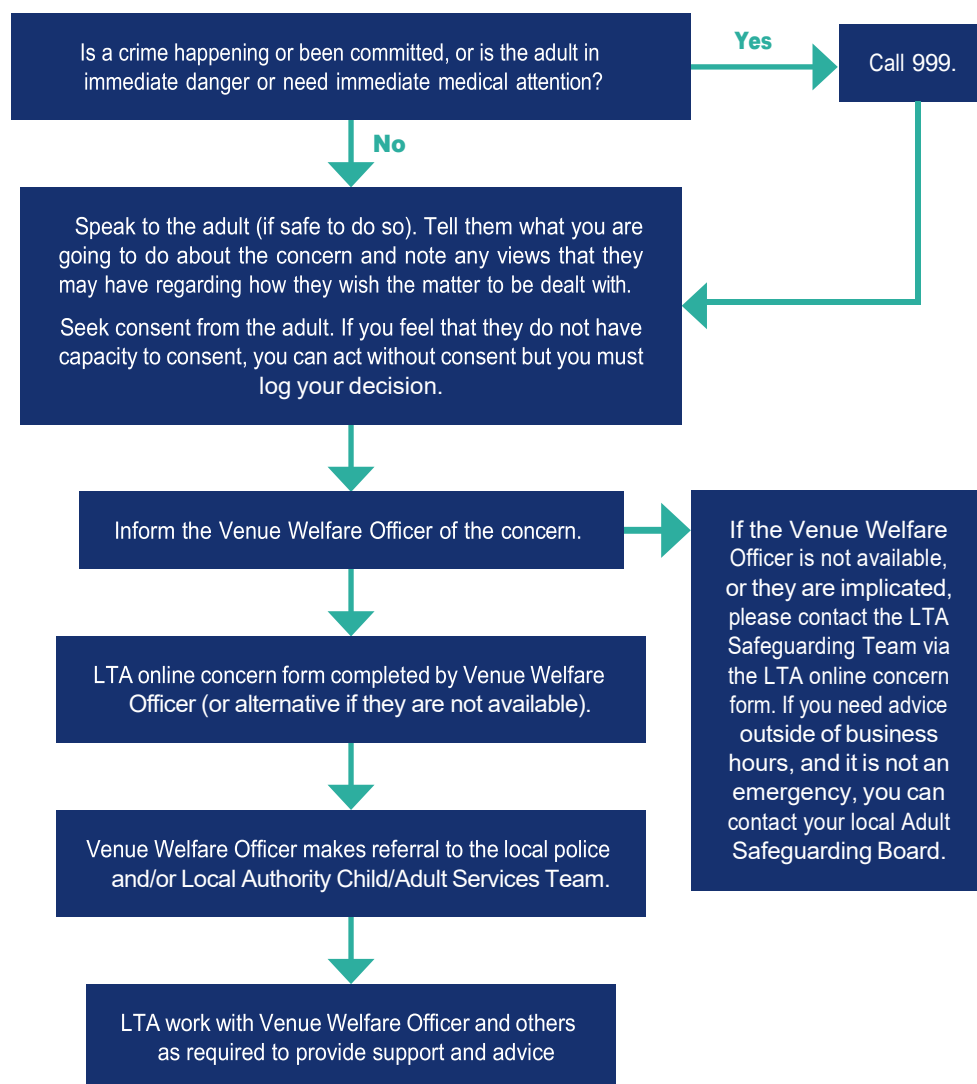 Is a crime happening or been committed, or is the adult in
immediate danger or need immediate medical attention?
Yes
Call 999.
No
Speak to the adult (if safe to do so). Tell them what you are
going to do about the concern and note any views that they
may have regarding how they wish the matter to be dealt with.
Seek consent from the adult. If you feel that they do not have
capacity to consent, you can act without consent but you must
log your decision.
Inform the Venue Welfare Officer of the concern.
If the Venue Welfare
Officer is not available,
or they are implicated,
please contact the LTA
Safeguarding Team via
the LTA online concern
form. If you need advice
outside of business
hours, and it is not an
emergency, you can
contact your local Adult
Safeguarding Board.
LTA online concern form completed by Venue Welfare
Officer (or alternative if they are not available).
Venue Welfare Officer makes referral to the local police
and/or Local Authority Child/Adult Services Team.
LTA work with Venue Welfare Officer and others
as required to provide support and advice